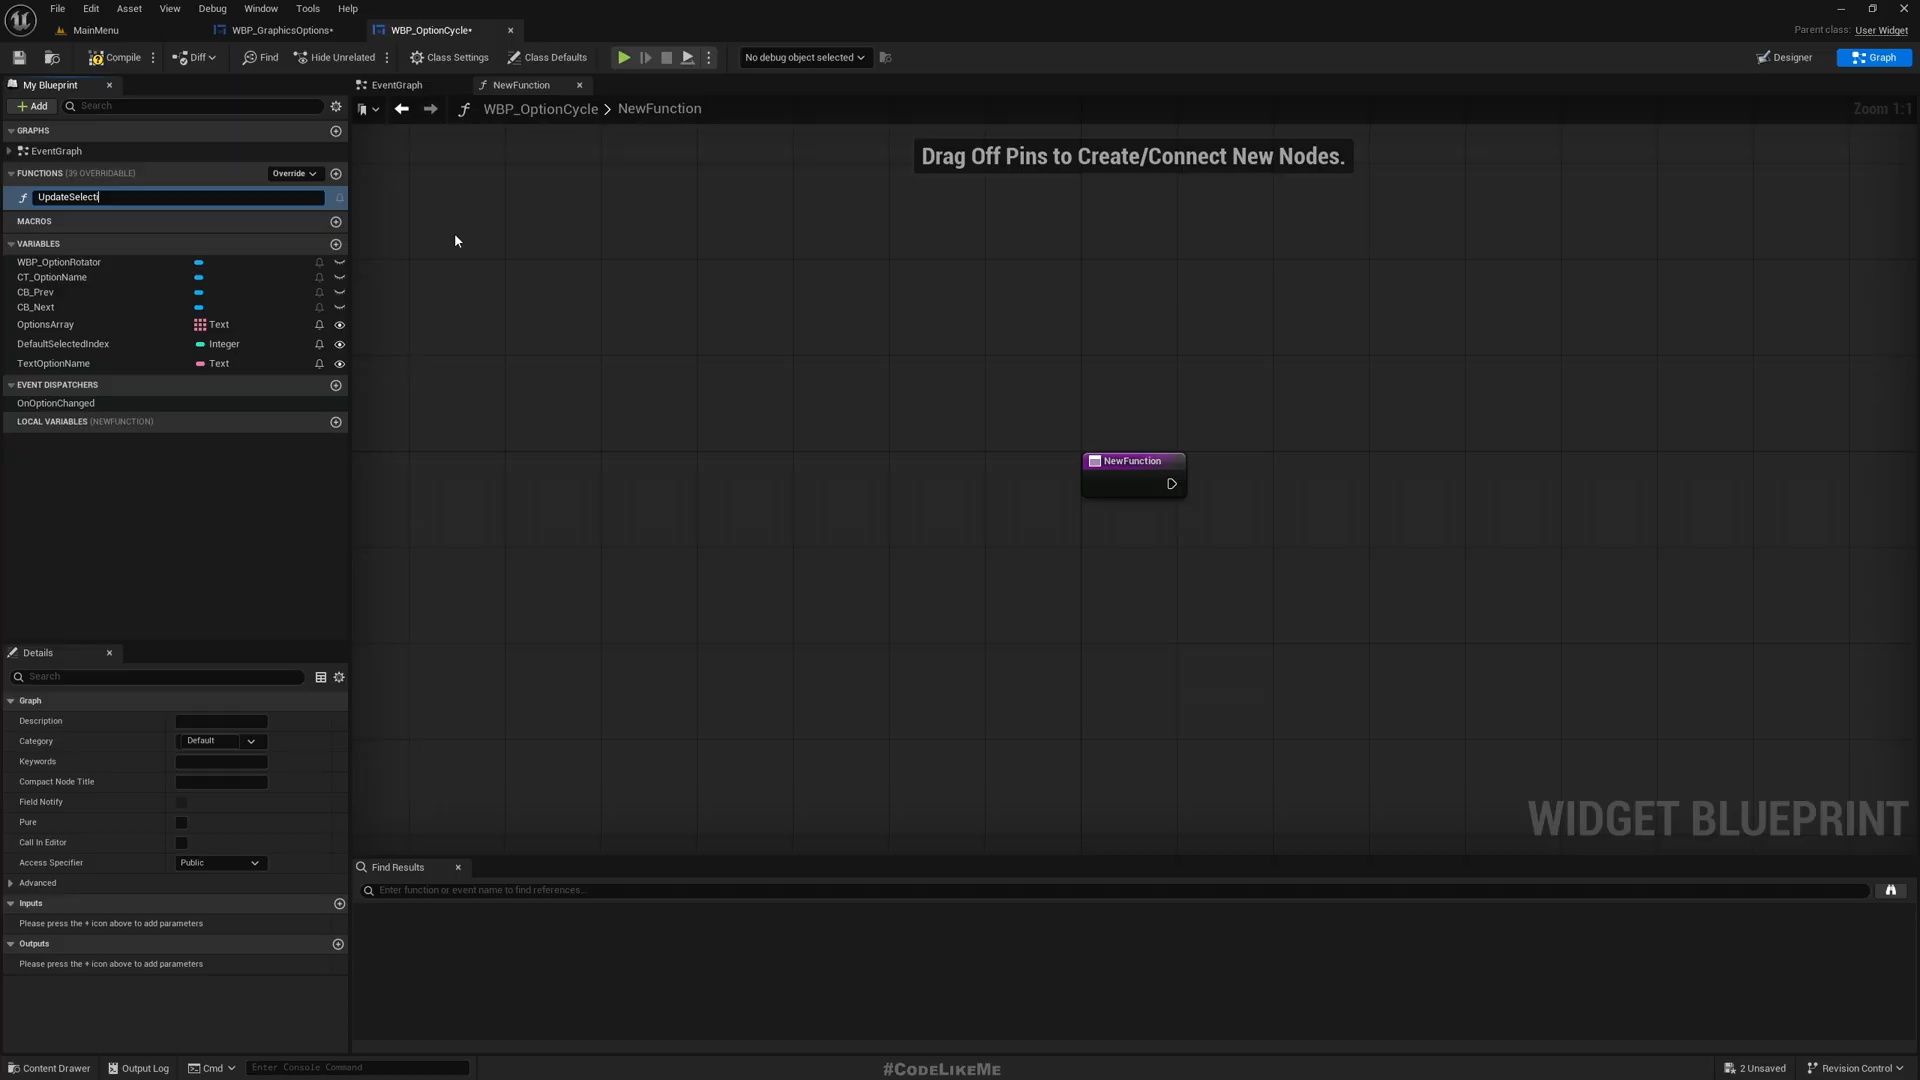 File Edit Asset View Debug Window Tools Help
MainMenu WBP_GraphicsOptions* WBP_OptionCycle*
Parent class: User Widget
Compile Diff Find Hide Unrelated Class Settings Class Defaults No debug object selected Designer Graph
My Blueprint
Add Search
GRAPHS
EventGraph
FUNCTIONS (39 OVERRIDABLE) Override
UpdateSelecti
MACROS
VARIABLES
WBP_OptionRotator
CT_OptionName
CB_Prev
CB_Next
OptionsArray Text
DefaultSelectedIndex Integer
TextOptionName Text
EVENT DISPATCHERS
OnOptionChanged
LOCAL VARIABLES (NEWFUNCTION)
Details
Search
Graph
Description
Category Default
Keywords
Compact Node Title
Field Notify
Pure
Call In Editor
Access Specifier Public
Advanced
Inputs
Please press the + icon above to add parameters
Outputs
Please press the + icon above to add parameters
EventGraph NewFunction
WBP_OptionCycle > NewFunction
Zoom 1:1
Drag Off Pins to Create/Connect New Nodes.
NewFunction
WIDGET BLUEPRINT
Find Results
Enter function or event name to find references...
Content Drawer Output Log Cmd Enter Console Command
#CODELIKEME
2 Unsaved Revision Control